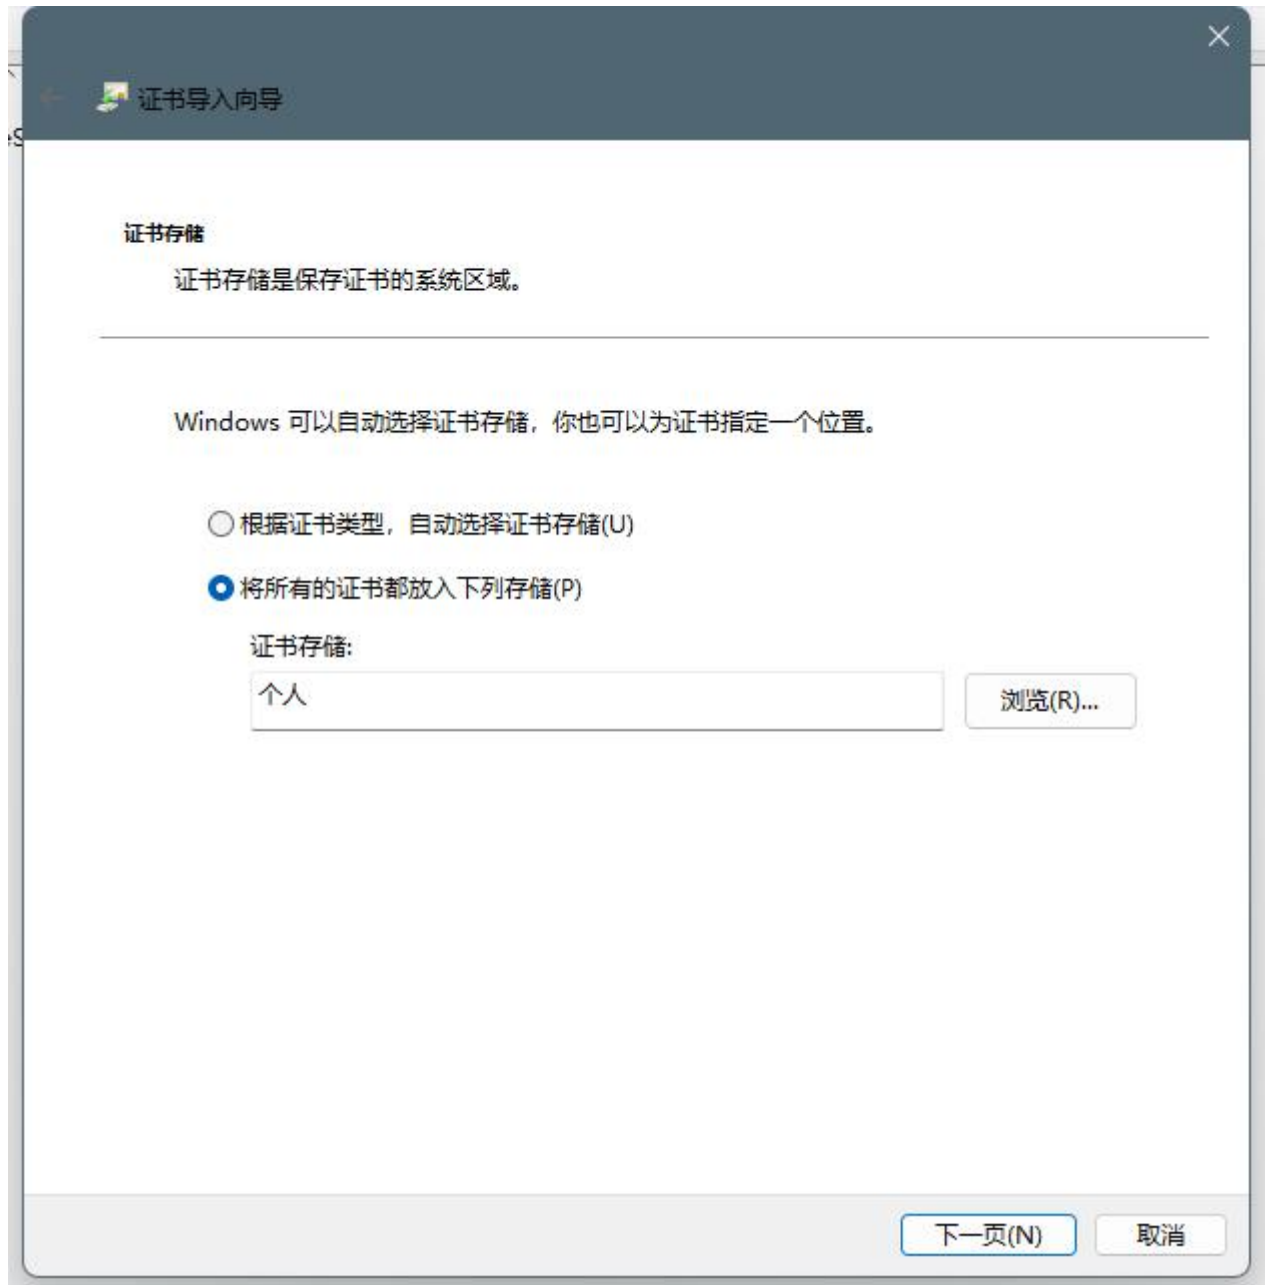 证书导入向导
证书存储
证书存储是保存证书的系统区域。
Windows 可以自动选择证书存储，你也可以为证书指定一个位置。
根据证书类型，自动选择证书存储(U)
将所有的证书都放入下列存储(P)
证书存储:
个人
浏览(R)...
下一页(N)
取消